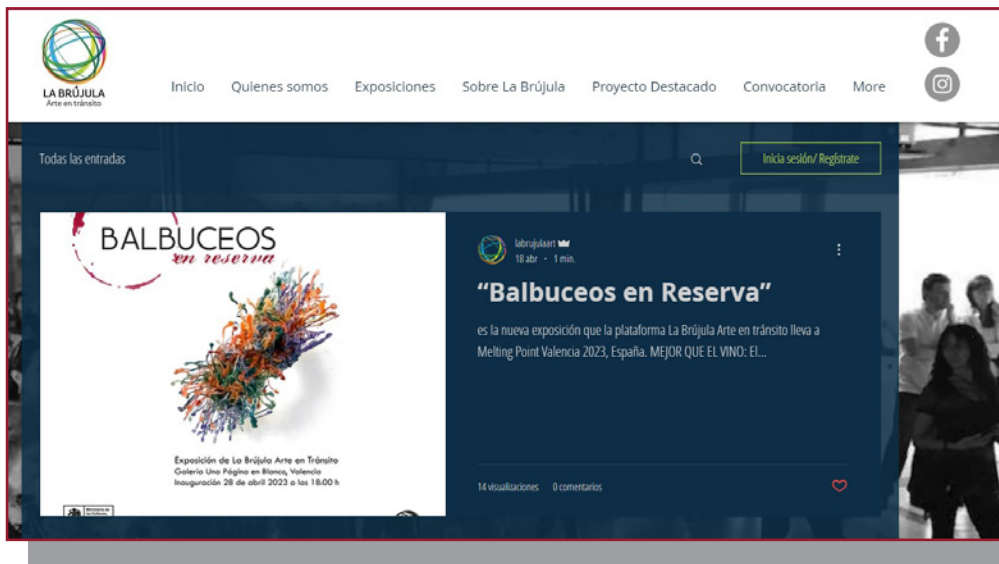 LA BRÚJULA
Arte en tránsito
Inicio Quienes somos Exposiciones Sobre La Brújula Proyecto Destacado Convocatoria More
Todas las entradas
Inicia sesión/ Regístrate
BALBUCEOS
en reserva
Exposición de La Brújula Arte en Tránsito
Galería Una Página en Blanco, Valencia
Inauguración 28 de abril 2023 a las 18:00 h
Ministerio de
labrujulaart
18 abr · 1 min.
“Balbuceos en Reserva”
es la nueva exposición que la plataforma La Brújula Arte en tránsito lleva a
Melting Point Valencia 2023, España. MEJOR QUE EL VINO: El...
14 visualizaciones 0 comentarios